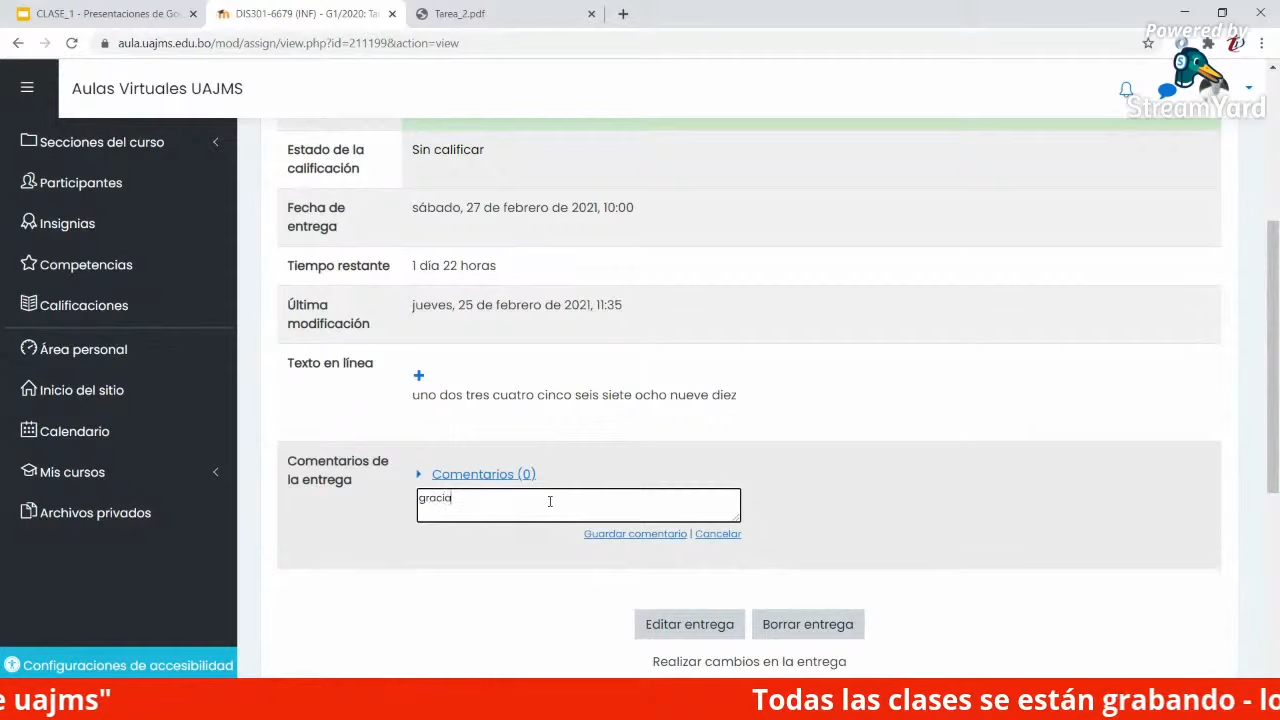 CLASE_1 - Presentaciones de Go
DIS301-6679 (INF) - G1/2020: Ta
Tarea_2.pdf
aula.uajms.edu.bo/mod/assign/view.php?id=211199&action=view
Powered by
StreamYard
Aulas Virtuales UAJMS
Secciones del curso
Participantes
Insignias
Competencias
Calificaciones
Área personal
Inicio del sitio
Calendario
Mis cursos
Archivos privados
Configuraciones de accesibilidad
Estado de la calificación
Sin calificar
Fecha de entrega
sábado, 27 de febrero de 2021, 10:00
Tiempo restante
1 día 22 horas
Última modificación
jueves, 25 de febrero de 2021, 11:35
Texto en línea
uno dos tres cuatro cinco seis siete ocho nueve diez
Comentarios de la entrega
Comentarios (0)
gracia
Guardar comentario | Cancelar
Editar entrega
Borrar entrega
Realizar cambios en la entrega
e uajms"
Todas las clases se están grabando - lo